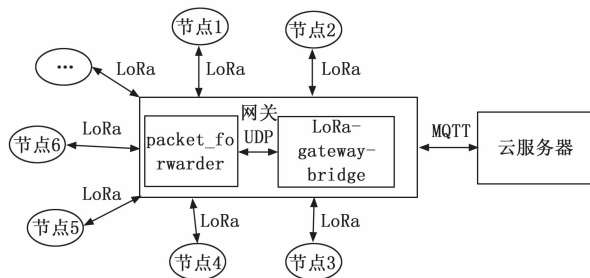 节点1
节点2
...
LoRa
LoRa
LoRa
网关
packet_fo
rwarder
UDP
LoRa-
gateway-
bridge
MQTT
云服务器
节点6
LoRa
节点5
LoRa
LoRa
LoRa
节点4
节点3